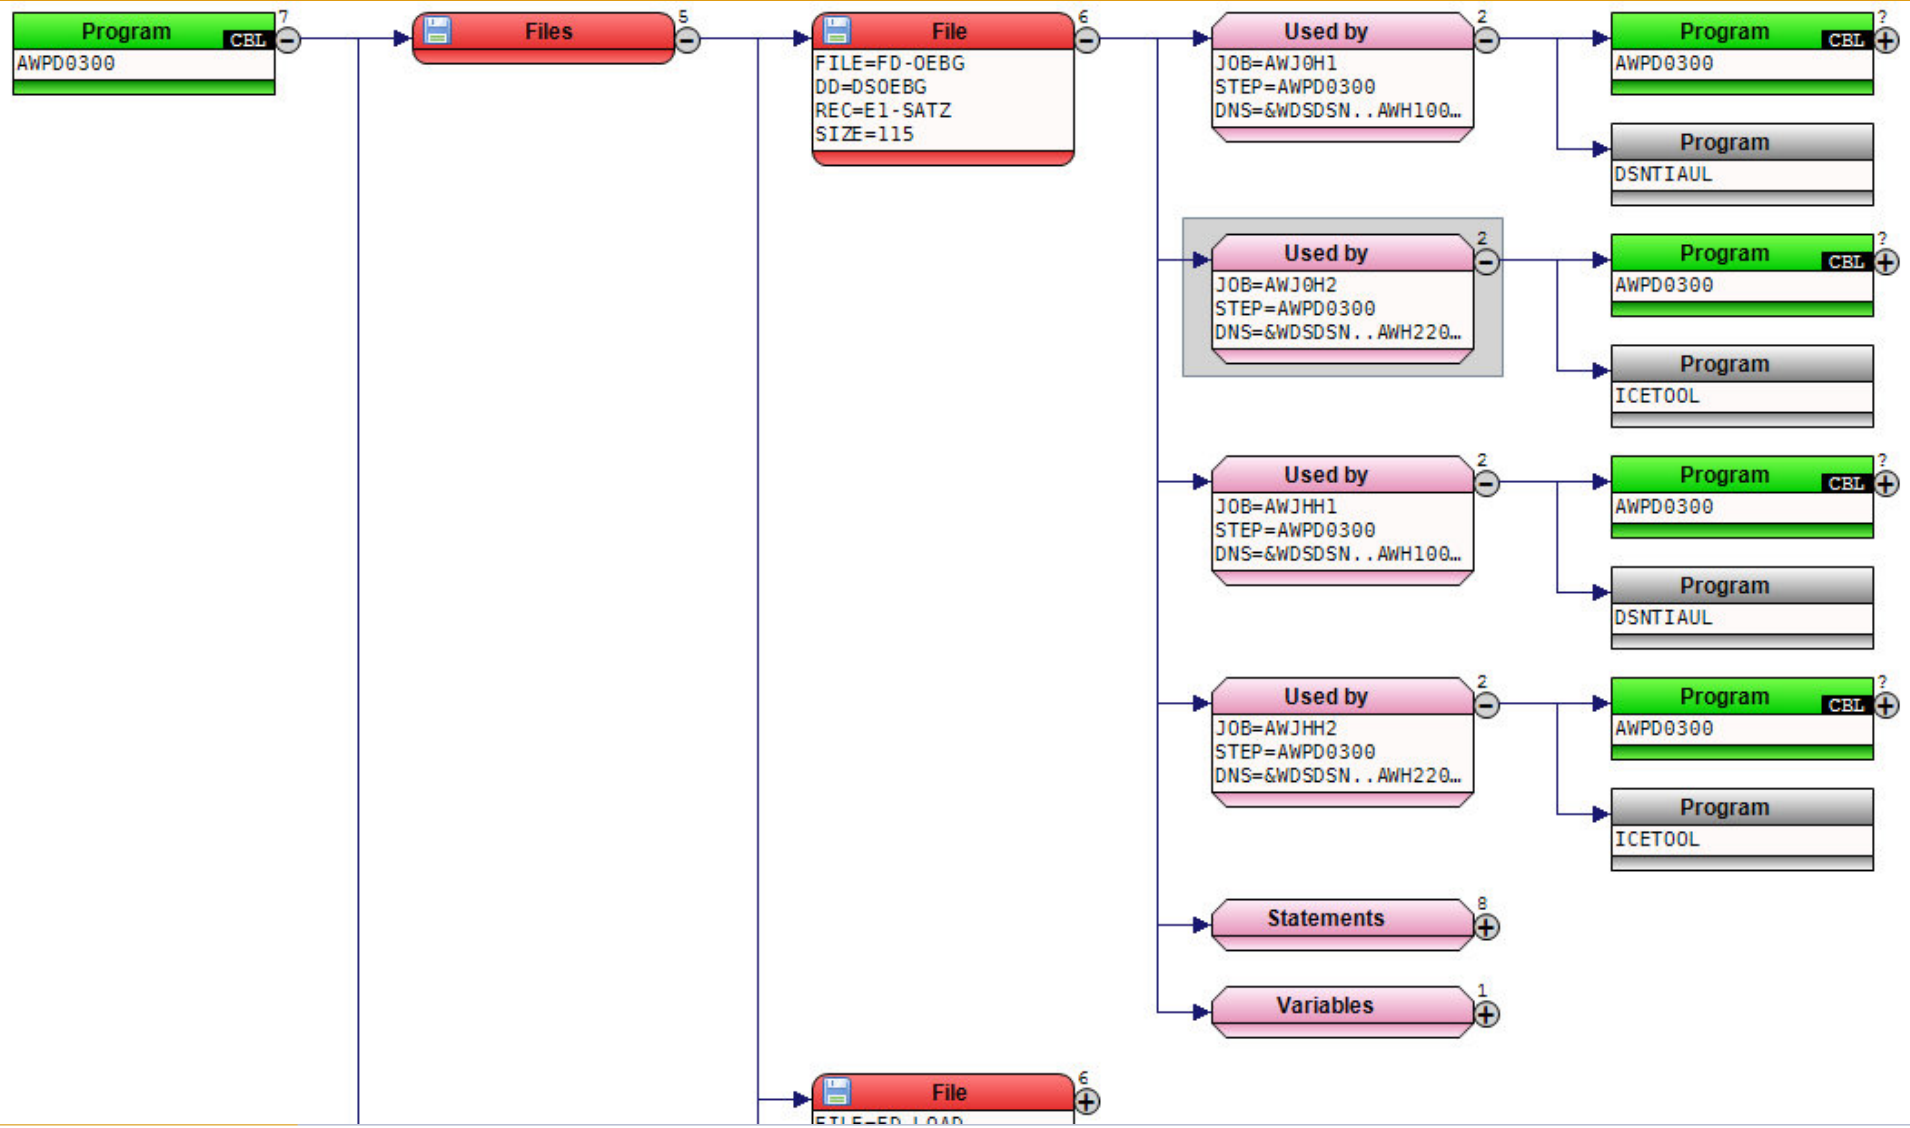 Program
CBL
7
AWPD0300
Files
5
File
6
FILE=FD-OEBG
DD=DSOEBG
REC=E1-SATZ
SIZE=115
Used by
2
JOB=AWJ0H1
STEP=AWPD0300
DNS=&WDSDSN..AWH100…
Program
CBL
?
AWPD0300
Program
DSNTIAUL
Used by
2
JOB=AWJ0H2
STEP=AWPD0300
DNS=&WDSDSN..AWH220…
Program
CBL
?
AWPD0300
Program
ICETOOL
Used by
2
JOB=AWJHH1
STEP=AWPD0300
DNS=&WDSDSN..AWH100…
Program
CBL
?
AWPD0300
Program
DSNTIAUL
Used by
2
JOB=AWJHH2
STEP=AWPD0300
DNS=&WDSDSN..AWH220…
Program
CBL
?
AWPD0300
Program
ICETOOL
Statements
8
Variables
1
File
6
FILE=FD-LOAD